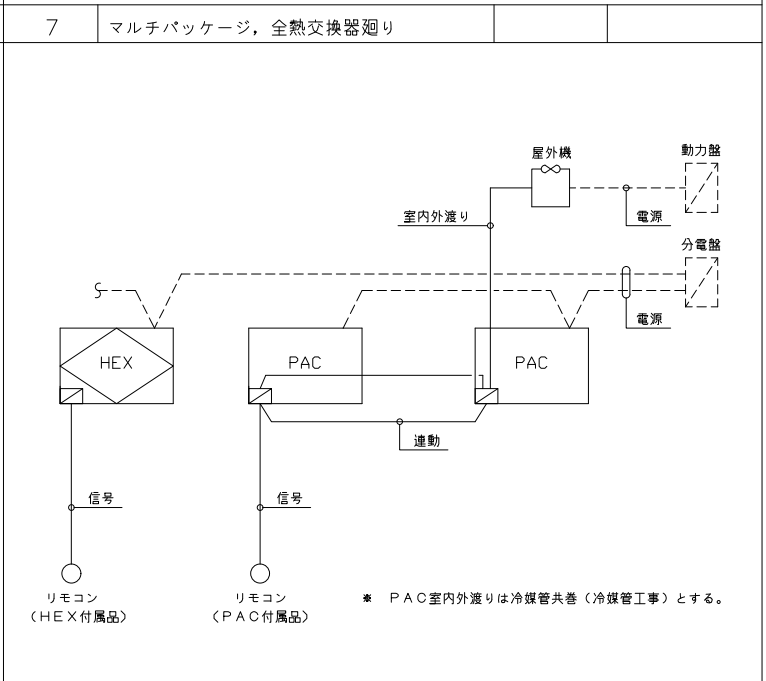 7 マルチパッケージ，全熱交換器廻り
屋外機
動力盤
室内外渡り
電源
分電盤
電源
HEX
PAC
PAC
連動
信号
信号
リモコン
（HEX付属品）
リモコン
（PAC付属品）
＊ PAC室内外渡りは冷媒管共巻（冷媒管工事）とする。